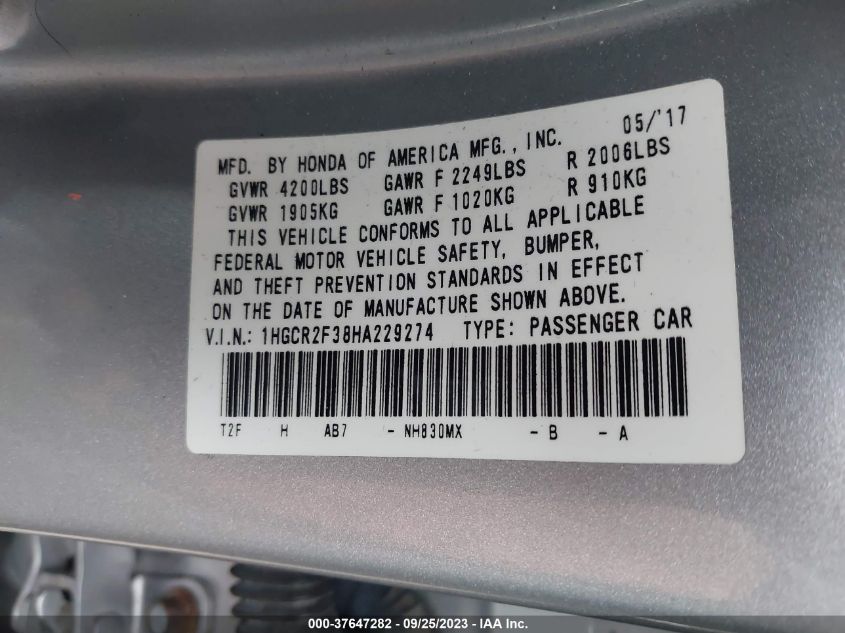 05/'17
MFD. BY HONDA OF AMERICA MFG., INC.
GVWR 4200LBS GAWR F 2249LBS R 2006LBS
GVWR 1905KG GAWR F 1020KG R 910KG
THIS VEHICLE CONFORMS TO ALL APPLICABLE
FEDERAL MOTOR VEHICLE SAFETY, BUMPER,
AND THEFT PREVENTION STANDARDS IN EFFECT
ON THE DATE OF MANUFACTURE SHOWN ABOVE.
V.I.N.: 1HGCR2F38HA229274 TYPE: PASSENGER CAR
T2F H AB7 - NH830MX - B - A
000-37647282 - 09/25/2023 - IAA Inc.